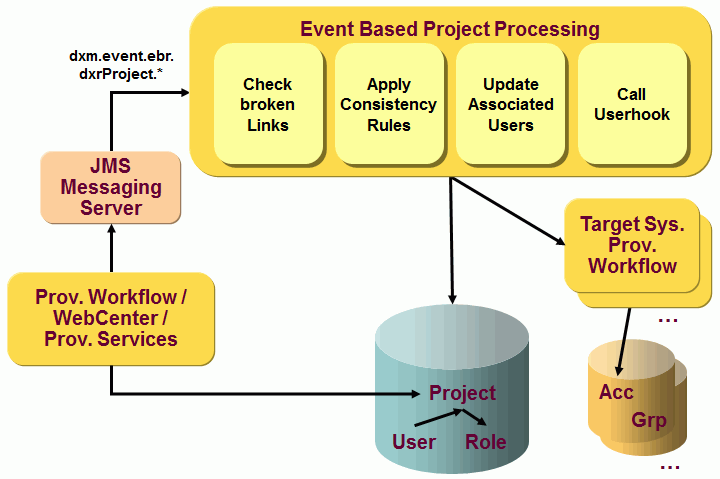 Event Based Project Processing
dxm.event.ebr.
dxrProject.*
Check
broken
Links
Apply
Consistency
Rules
Update
Associated
Users
Call
Userhook
JMS
Messaging
Server
Target Sys.
Prov.
Workflow
...
Prov. Workflow /
WebCenter /
Prov. Services
Project
User
Role
Acc
Grp
...